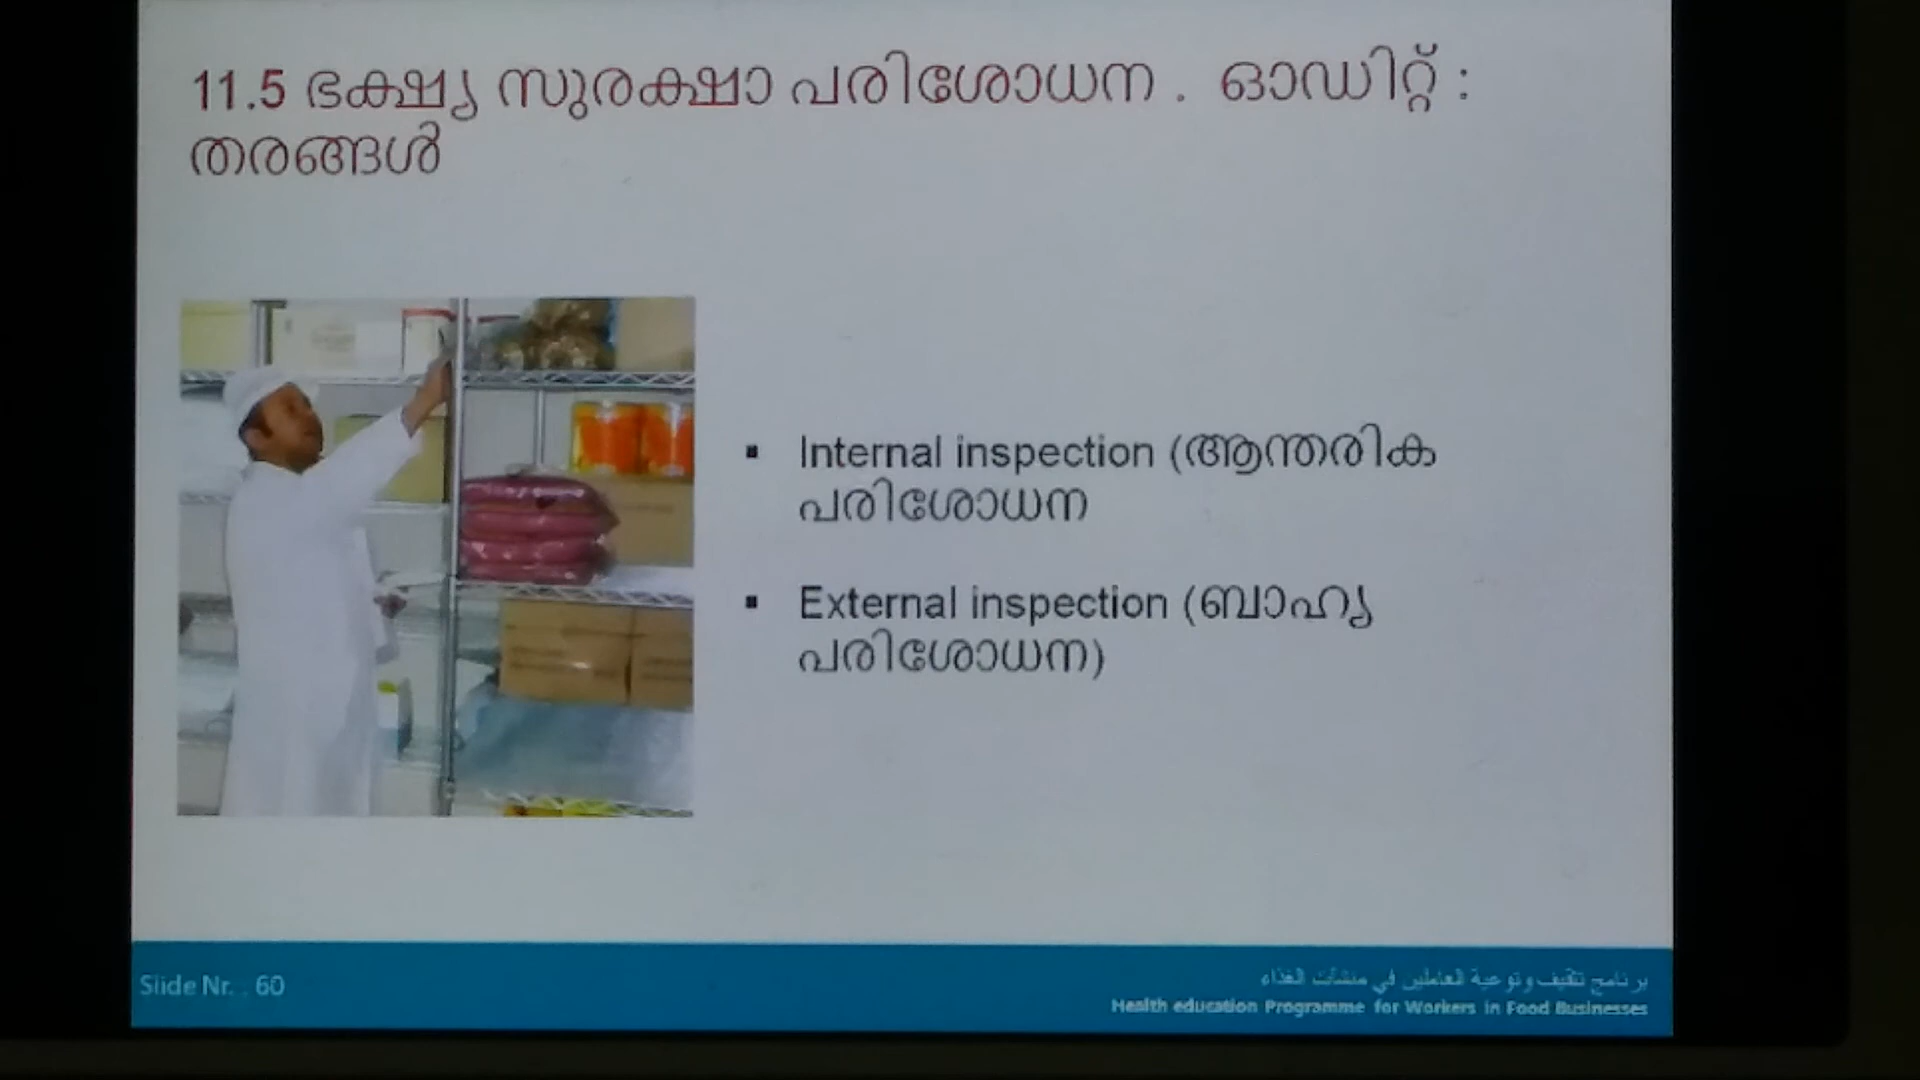 11.5 ഭക്ഷ്യ സുരക്ഷാ പരിശോധന . ഓഡിറ്റ് :
തരങ്ങൾ
▪ Internal inspection (ആന്തരിക
പരിശോധന
▪ External inspection (ബാഹ്യ
പരിശോധന)
Slide Nr. . 60
برنامج تثقيف وتوعية العاملين في منشآت الغذاء
Health education Programme for Workers in Food Businesses